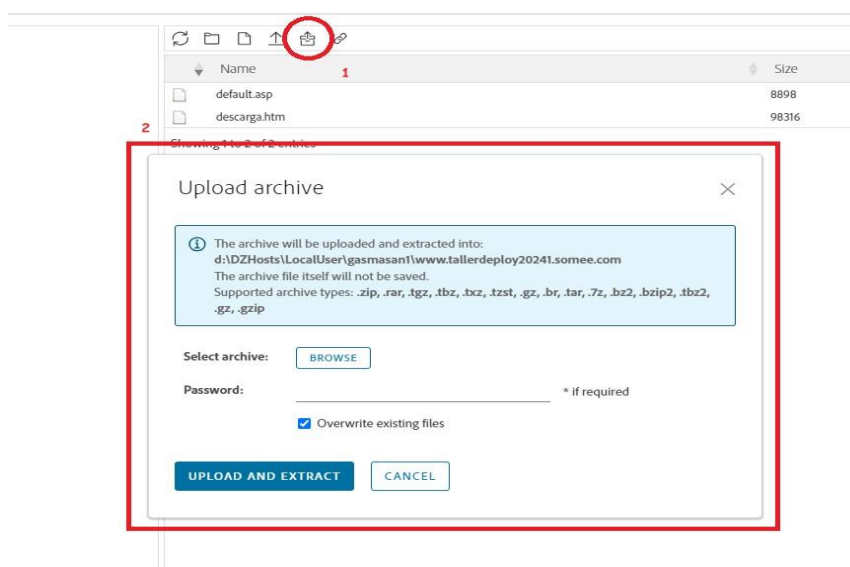 Name
1
Size
default.asp
8898
descarga.htm
98316
2
Showing 1 to 2 of 2 entries
Upload archive
The archive will be uploaded and extracted into:
d:\DZHosts\LocalUser\gasmasan1\www.tallerdeploy20241.somee.com
The archive file itself will not be saved.
Supported archive types: .zip, .rar, .tgz, .tbz, .txz, .tzst, .gz, .br, .tar, .7z, .bz2, .bzip2, .tbz2,
.gz, .gzip
Select archive:
BROWSE
Password:
* if required
Overwrite existing files
UPLOAD AND EXTRACT
CANCEL